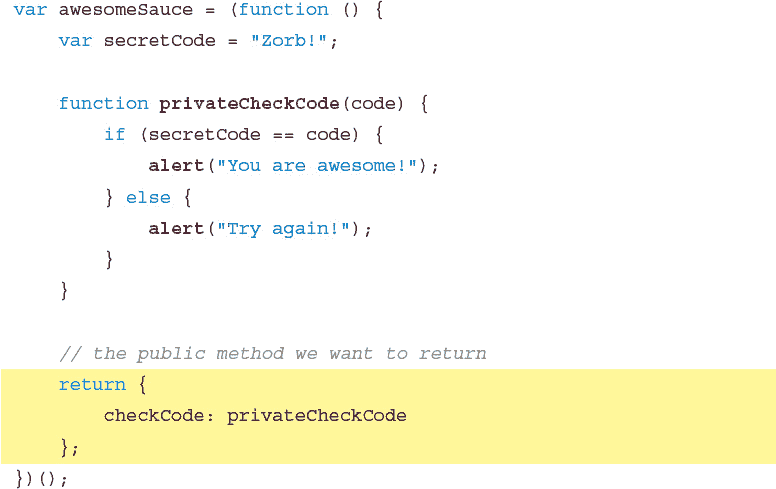 var awesomeSauce = (function () {
    var secretCode = "Zorb!";

    function privateCheckCode(code) {
        if (secretCode == code) {
            alert("You are awesome!");
        } else {
            alert("Try again!");
        }
    }

    // the public method we want to return
    return {
        checkCode: privateCheckCode
    };
})();